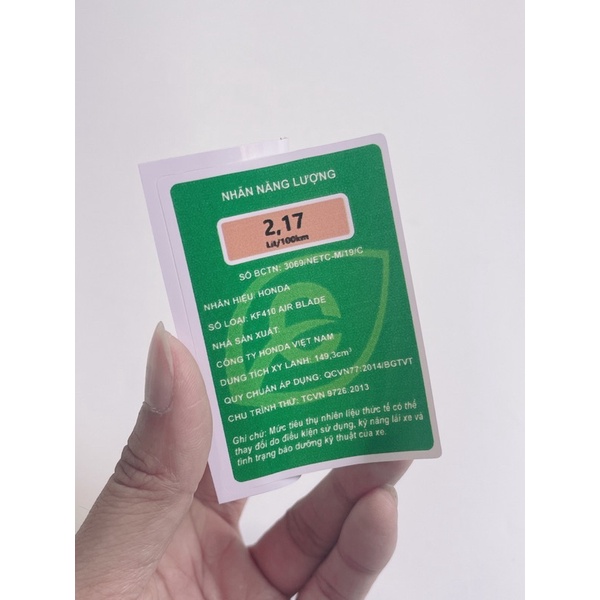 NHÃN NĂNG LƯỢNG
2,17
Lít/100km
SỐ BCTN: 3069/NETC-M/19/C
NHÃN HIỆU: HONDA
SỐ LOẠI: KF410 AIR BLADE
NHÀ SẢN XUẤT:
CÔNG TY HONDA VIỆT NAM
DUNG TÍCH XY LANH: 149,3cm³
QUY CHUẨN ÁP DỤNG: QCVN77:2014/BGTVT
CHU TRÌNH THỬ: TCVN 9726:2013
Ghi chú: Mức tiêu thụ nhiên liệu thức tế có thể
thay đổi do điều kiện sử dụng, kỹ năng lái xe và
tình trạng bảo dưỡng kỹ thuật của xe.